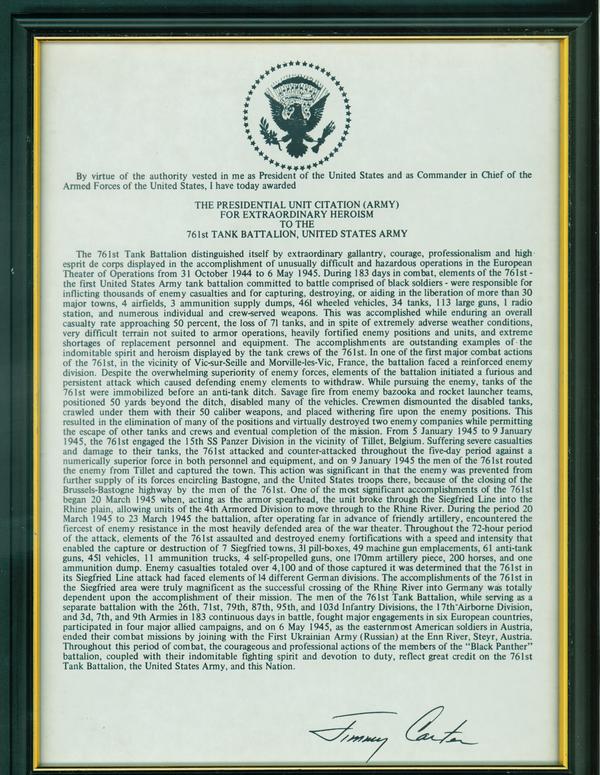 By virtue of the authority vested in me as President of the United States and as Commander in Chief of the
Armed Forces of the United States, I have today awarded
THE PRESIDENTIAL UNIT CITATION (ARMY)
FOR EXTRAORDINARY HEROISM
TO THE
761st TANK BATTALION, UNITED STATES ARMY
The 761st Tank Battalion distinguished itself by extraordinary gallantry, courage, professionalism and high
esprit de corps displayed in the accomplishment of unusually difficult and hazardous operations in the European
Theater of Operations from 31 October 1944 to 6 May 1945. During 183 days in combat, elements of the 761st -
the first United States Army tank battalion committed to battle comprised of black soldiers - were responsible for
inflicting thousands of enemy casualties and for capturing, destroying, or aiding in the liberation of more than 30
major towns, 4 airfields, 3 ammunition supply dumps, 461 wheeled vehicles, 34 tanks, 113 large guns, 1 radio
station, and numerous individual and crew-served weapons. This was accomplished while enduring an overall
casualty rate approaching 50 percent, the loss of 71 tanks, and in spite of extremely adverse weather conditions,
very difficult terrain not suited to armor operations, heavily fortified enemy positions and units, and extreme
shortages of replacement personnel and equipment. The accomplishments are outstanding examples of the
indomitable spirit and heroism displayed by the tank crews of the 761st. In one of the first major combat actions
of the 761st, in the vicinity of Vic-sur-Seille and Morville-les-Vic, France, the battalion faced a reinforced enemy
division. Despite the overwhelming superiority of enemy forces, elements of the battalion initiated a furious and
persistent attack which caused defending enemy elements to withdraw. While pursuing the enemy, tanks of the
761st were immobilized before an anti-tank ditch. Savage fire from enemy bazooka and rocket launcher teams,
positioned 50 yards beyond the ditch, disabled many of the vehicles. Crewmen dismounted the disabled tanks,
crawled under them with their 50 caliber weapons, and placed withering fire upon the enemy positions. This
resulted in the elimination of many of the positions and virtually destroyed two enemy companies while permitting
the escape of other tanks and crews and eventual completion of the mission. From 5 January 1945 to 9 January
1945, the 761st engaged the 15th SS Panzer Division in the vicinity of Tillet, Belgium. Suffering severe casualties
and damage to their tanks, the 761st attacked and counter-attacked throughout the five-day period against a
numerically superior force in both personnel and equipment, and on 9 January 1945 the men of the 761st routed
the enemy from Tillet and captured the town. This action was significant in that the enemy was prevented from
further supply of its forces encircling Bastogne, and the United States troops there, because of the closing of the
Brussels-Bastogne highway by the men of the 761st. One of the most significant accomplishments of the 761st
began 20 March 1945 when, acting as the armor spearhead, the unit broke through the Siegfried Line into the
Rhine plain, allowing units of the 4th Armored Division to move through to the Rhine River. During the period 20
March 1945 to 23 March 1945 the battalion, after operating far in advance of friendly artillery, encountered the
fiercest of enemy resistance in the most heavily defended area of the war theater. Throughout the 72-hour period
of the attack, elements of the 761st assaulted and destroyed enemy fortifications with a speed and intensity that
enabled the capture or destruction of 7 Siegfried towns, 31 pill-boxes, 49 machine gun emplacements, 61 anti-tank
guns, 451 vehicles, 11 ammunition trucks, 4 self-propelled guns, one 170mm artillery piece, 200 horses, and one
ammunition dump. Enemy casualties totaled over 4,100 and of those captured it was determined that the 761st in
its Siegfried Line attack had faced elements of 14 different German divisions. The accomplishments of the 761st in
the Siegfried area were truly magnificent as the successful crossing of the Rhine River into Germany was totally
dependent upon the accomplishment of their mission. The men of the 761st Tank Battalion, while serving as a
separate battalion with the 26th, 71st, 79th, 87th, 95th, and 103d Infantry Divisions, the 17th Airborne Division,
and 3d, 7th, and 9th Armies in 183 continuous days in battle, fought major engagements in six European countries,
participated in four major allied campaigns, and on 6 May 1945, as the easternmost American soldiers in Austria,
ended their combat missions by joining with the First Ukrainian Army (Russian) at the Enn River, Steyr, Austria.
Throughout this period of combat, the courageous and professional actions of the members of the "Black Panther"
battalion, coupled with their indomitable fighting spirit and devotion to duty, reflect great credit on the 761st
Tank Battalion, the United States Army, and this Nation.
Jimmy Carter